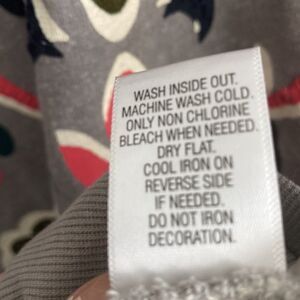 WASH INSIDE OUT.
MACHINE WASH COLD.
ONLY NON CHLORINE
BLEACH WHEN NEEDED.
DRY FLAT.
COOL IRON ON
REVERSE SIDE
IF NEEDED.
DO NOT IRON
DECORATION.